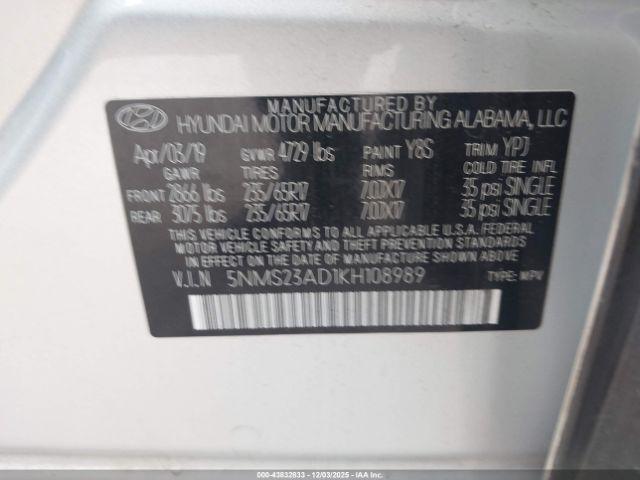 MANUFACTURED BY
HYUNDAI MOTOR MANUFACTURING ALABAMA, LLC
Apr/03/19 GVWR 4729 lbs PAINT Y8S TRIM YPJ
GAWR TIRES RIMS COLD TIRE INFL
FRONT 2866 lbs 235/65R17 7.0JX17 35 psi SINGLE
REAR 3075 lbs 235/65R17 7.0JX17 35 psi SINGLE
THIS VEHICLE CONFORMS TO ALL APPLICABLE U.S.A. FEDERAL
MOTOR VEHICLE SAFETY, BUMPER, AND THEFT PREVENTION STANDARDS
IN EFFECT ON THE DATE OF MANUFACTURE SHOWN ABOVE.
V.I.N 5NMS23AD1KH108989 TYPE: MPV
000-43832833 12/03/2025